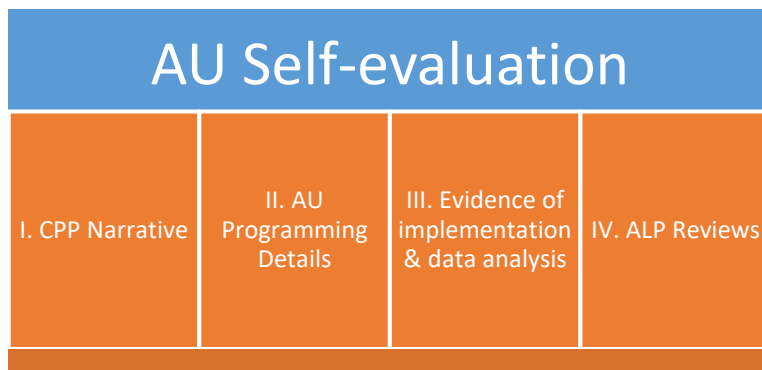 AU Self-evaluation
I. CPP Narrative
II. AU
Programming
Details
III. Evidence of
implementation
& data analysis
IV. ALP Reviews